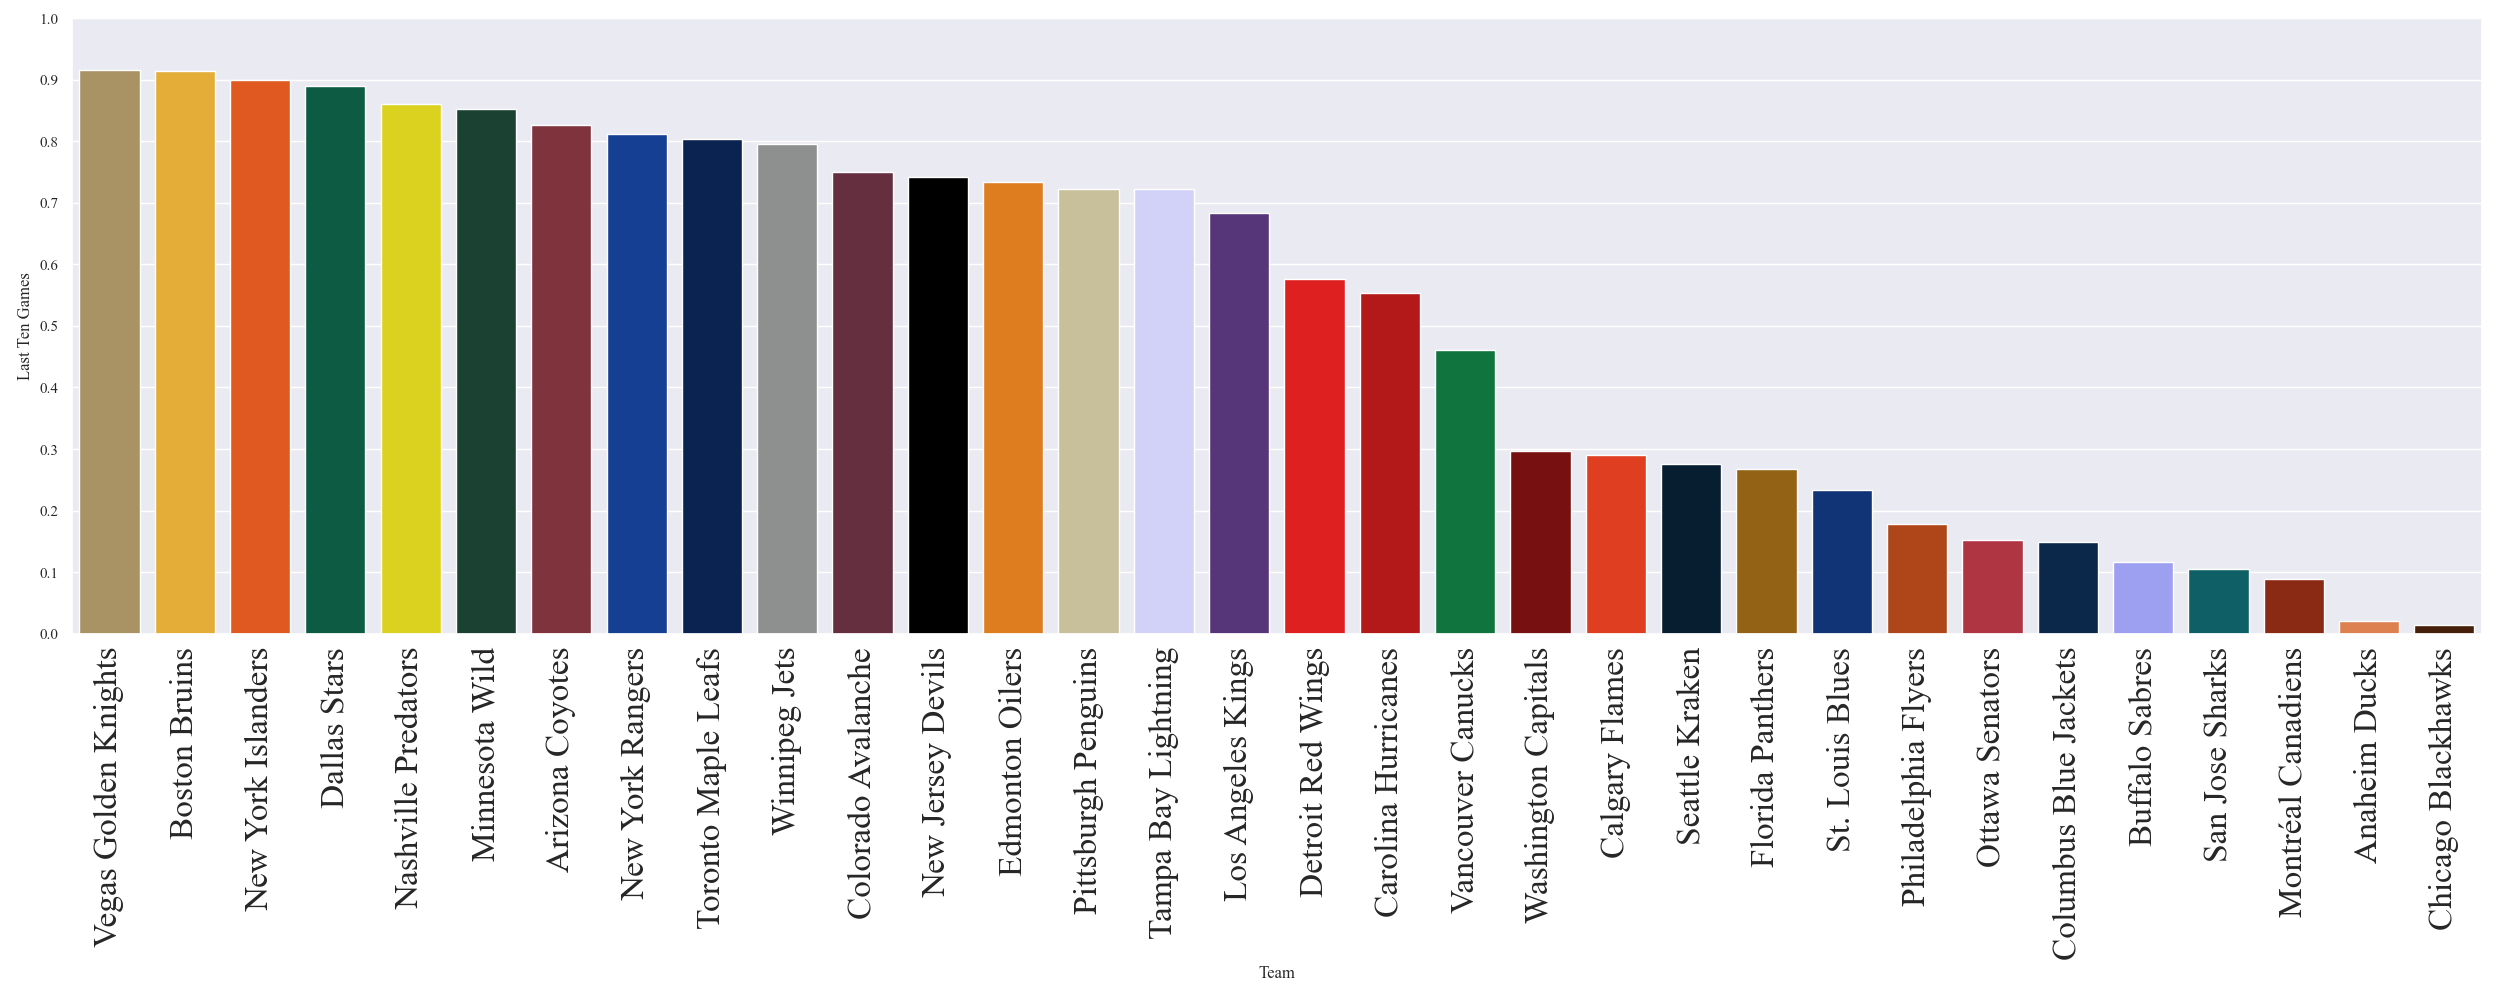 1.0
0.9
0.8
0.7
0.6
0.5
0.4
0.3
0.2
0.1
0.0
Last Ten Games
Vegas Golden Knights
Boston Bruins
New York Islanders
Dallas Stars
Nashville Predators
Minnesota Wild
Arizona Coyotes
New York Rangers
Toronto Maple Leafs
Winnipeg Jets
Colorado Avalanche
New Jersey Devils
Edmonton Oilers
Pittsburgh Penguins
Tampa Bay Lightning
Los Angeles Kings
Detroit Red Wings
Carolina Hurricanes
Vancouver Canucks
Washington Capitals
Calgary Flames
Seattle Kraken
Florida Panthers
St. Louis Blues
Philadelphia Flyers
Ottawa Senators
Columbus Blue Jackets
Buffalo Sabres
San Jose Sharks
Montréal Canadiens
Anaheim Ducks
Chicago Blackhawks
Team